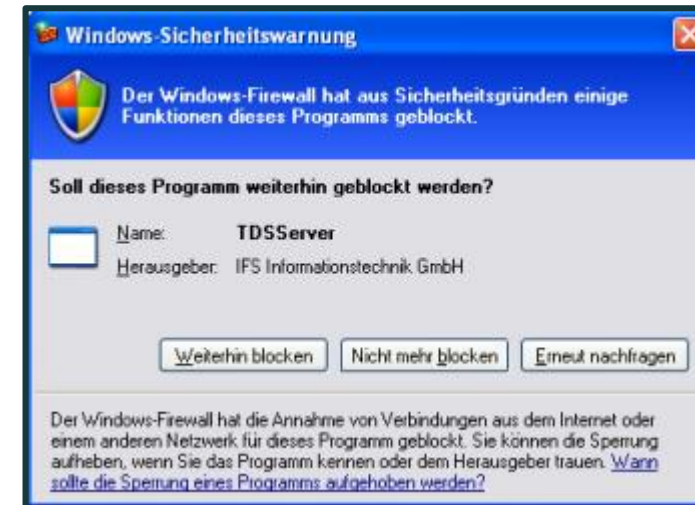 Windows-Sicherheitswarnung
Der Windows-Firewall hat aus Sicherheitsgründen einige
Funktionen dieses Programms geblockt.
Soll dieses Programm weiterhin geblockt werden?
Name: TDSServer
Herausgeber: IFS Informationstechnik GmbH
Weiterhin blocken Nicht mehr blocken Erneut nachfragen
Der Windows-Firewall hat die Annahme von Verbindungen aus dem Internet oder
einem anderen Netzwerk für dieses Programm geblockt. Sie können die Sperrung
aufheben, wenn Sie das Programm kennen oder dem Herausgeber trauen. Wann
sollte die Sperrung eines Programms aufgehoben werden?